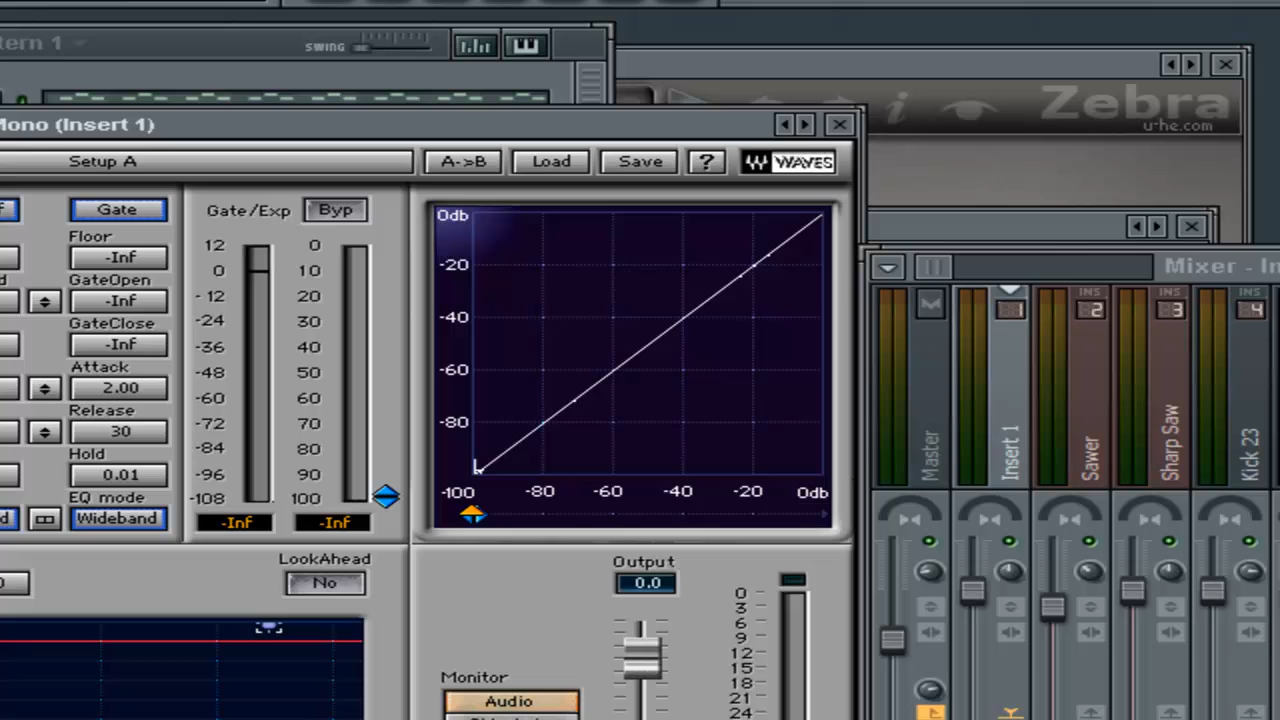 tern 1
SWING
Zebra
u-he.com
Mono (Insert 1)
Setup A
A->B
Load
Save
?
WAVES
Gate
Floor
-Inf
GateOpen
-Inf
GateClose
-Inf
Attack
2.00
Release
30
Hold
0.01
EQ mode
Wideband
Gate/Exp
Byp
12 0
0 10
-12 20
-24 30
-36 40
-48 50
-60 60
-72 70
-84 80
-96 90
-108 100
-Inf -Inf
LookAhead
No
0db
-20
-40
-60
-80
-100 -80 -60 -40 -20 0db
Output
0.0
0
3
6
9
12
15
18
21
24
Monitor
Audio
Mixer - In
INS INS INS
1 2 3 4
Master
Insert 1
Sawer
Sharp Saw
Kick 23